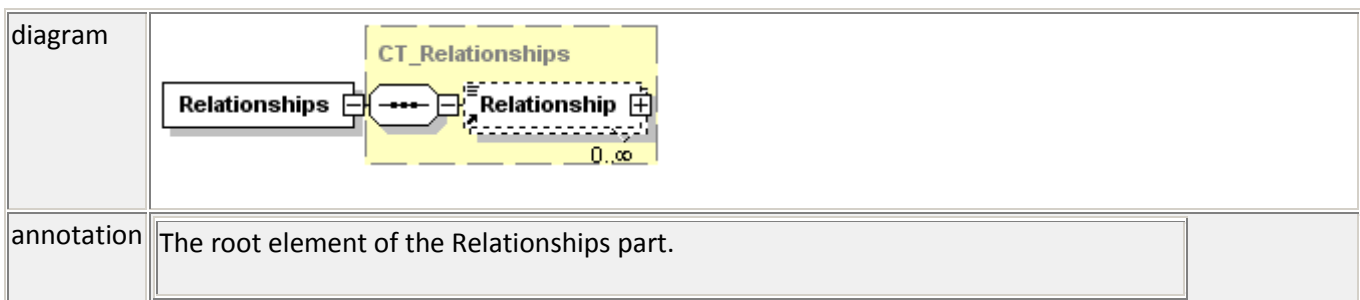 diagram
CT_Relationships
Relationships
Relationship
0..∞
annotation
The root element of the Relationships part.